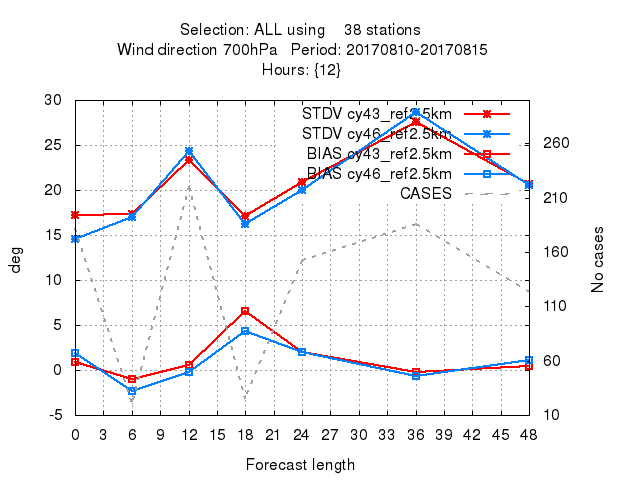 Selection: ALL using 38 stations
Wind direction 700hPa Period: 20170810-20170815
Hours: {12}
30
25
20
15
10
5
0
-5
deg
STDV cy43_ref2.5km
STDV cy46_ref2.5km
BIAS cy43_ref2.5km
BIAS cy46_ref2.5km
CASES
260
210
160
110
60
10
No cases
0 3 6 9 12 15 18 21 24 27 30 33 36 39 42 45 48
Forecast length